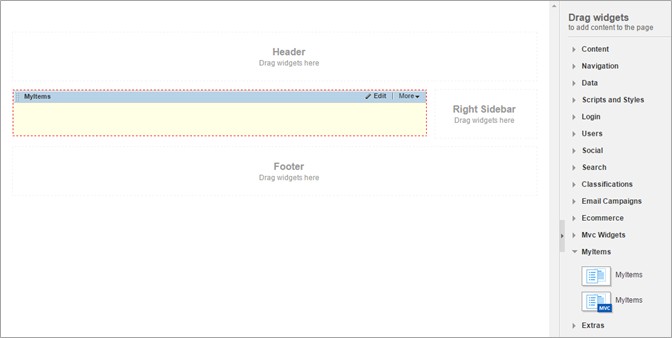 Header
Drag widgets here
MyItems
Edit
More
Right Sidebar
Drag widgets here
Footer
Drag widgets here
Drag widgets
to add content to the page
Content
Navigation
Data
Scripts and Styles
Login
Users
Social
Search
Classifications
Email Campaigns
Ecommerce
Mvc Widgets
MyItems
MyItems
MyItems
MVC
Extras